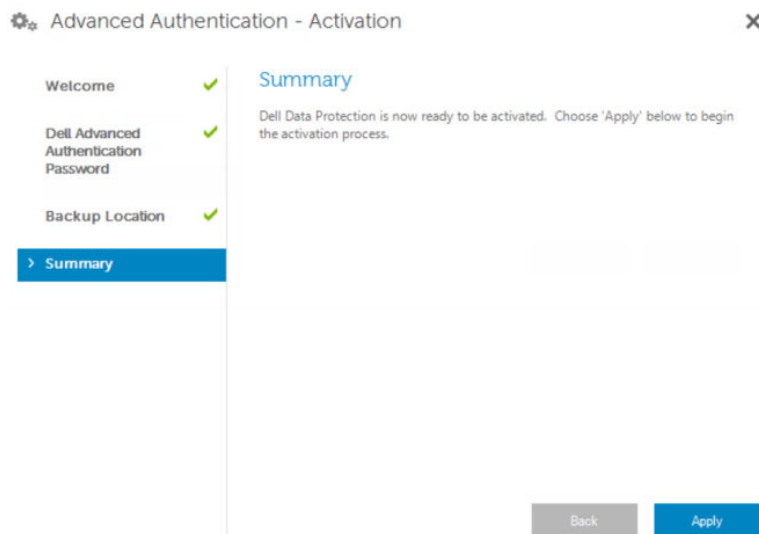 Advanced Authentication - Activation
Welcome
Dell Advanced
Authentication
Password
Backup Location
Summary
Summary
Dell Data Protection is now ready to be activated. Choose 'Apply' below to begin
the activation process.
Back
Apply